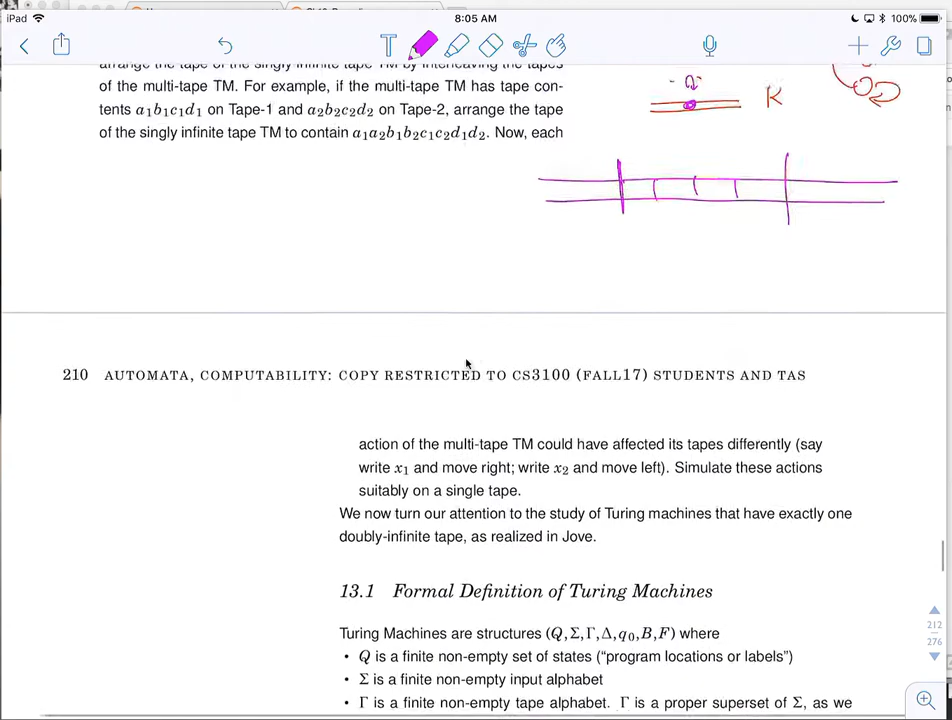 iPad
8:05 AM
100%
T
arrange the tape of the singly infinite tape TM by interleaving the tapes
of the multi-tape TM. For example, if the multi-tape TM has tape con-
tents a₁b₁c₁d₁ on Tape-1 and a₂b₂c₂d₂ on Tape-2, arrange the tape
of the singly infinite tape TM to contain a₁a₂b₁b₂c₁c₂d₁d₂. Now, each
210 AUTOMATA, COMPUTABILITY: COPY RESTRICTED TO CS3100 (FALL17) STUDENTS AND TAS
action of the multi-tape TM could have affected its tapes differently (say
write x₁ and move right; write x₂ and move left). Simulate these actions
suitably on a single tape.
We now turn our attention to the study of Turing machines that have exactly one
doubly-infinite tape, as realized in Jove.
13.1 Formal Definition of Turing Machines
Turing Machines are structures (Q,Σ,Γ,Δ,q₀,B,F) where
• Q is a finite non-empty set of states ("program locations or labels")
• Σ is a finite non-empty input alphabet
• Γ is a finite non-empty tape alphabet. Γ is a proper superset of Σ, as we
212
276